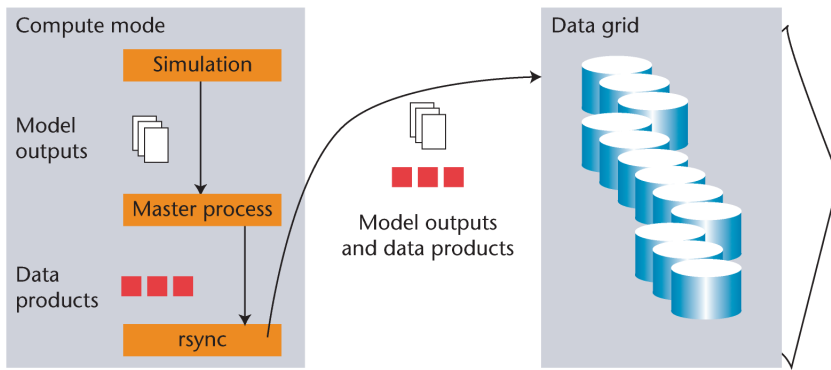 Compute mode
Simulation
Model
outputs
Master process
Data
products
rsync
Model outputs
and data products
Data grid